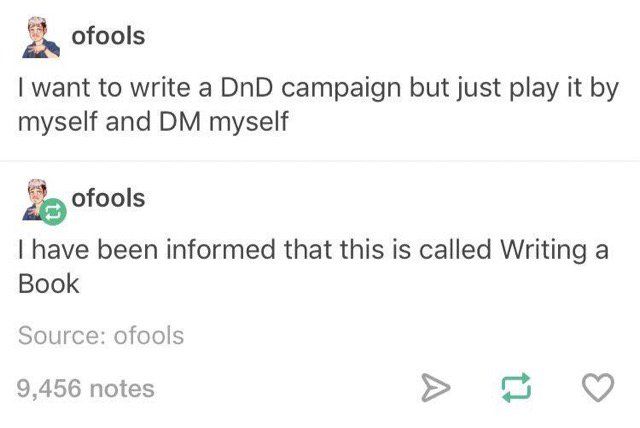 ofools
I want to write a DnD campaign but just play it by
myself and DM myself
ofools
I have been informed that this is called Writing a
Book
Source: ofools
9,456 notes